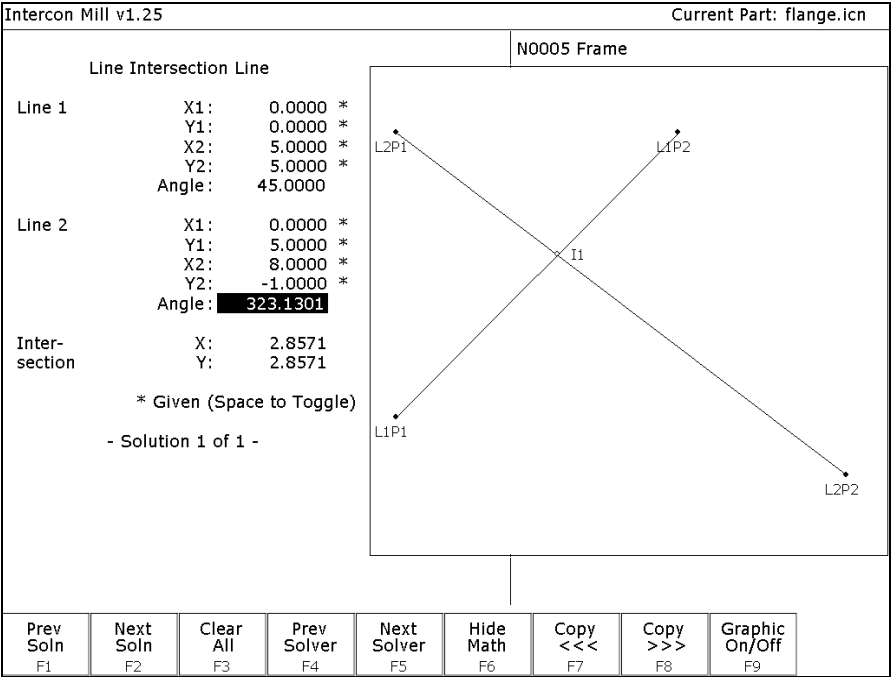 Intercon Mill v1.25 Current Part: flange.icn
N0005 Frame
Line Intersection Line
Line 1 X1: 0.0000 *
Y1: 0.0000 *
X2: 5.0000 *
Y2: 5.0000 *
Angle: 45.0000
Line 2 X1: 0.0000 *
Y1: 5.0000 *
X2: 8.0000 *
Y2: -1.0000 *
Angle: 323.1301
Inter- X: 2.8571
section Y: 2.8571
* Given (Space to Toggle)
- Solution 1 of 1 -
L2P1
L1P2
I1
L1P1
L2P2
Prev Soln F1
Next Soln F2
Clear All F3
Prev Solver F4
Next Solver F5
Hide Math F6
Copy <<< F7
Copy >>> F8
Graphic On/Off F9